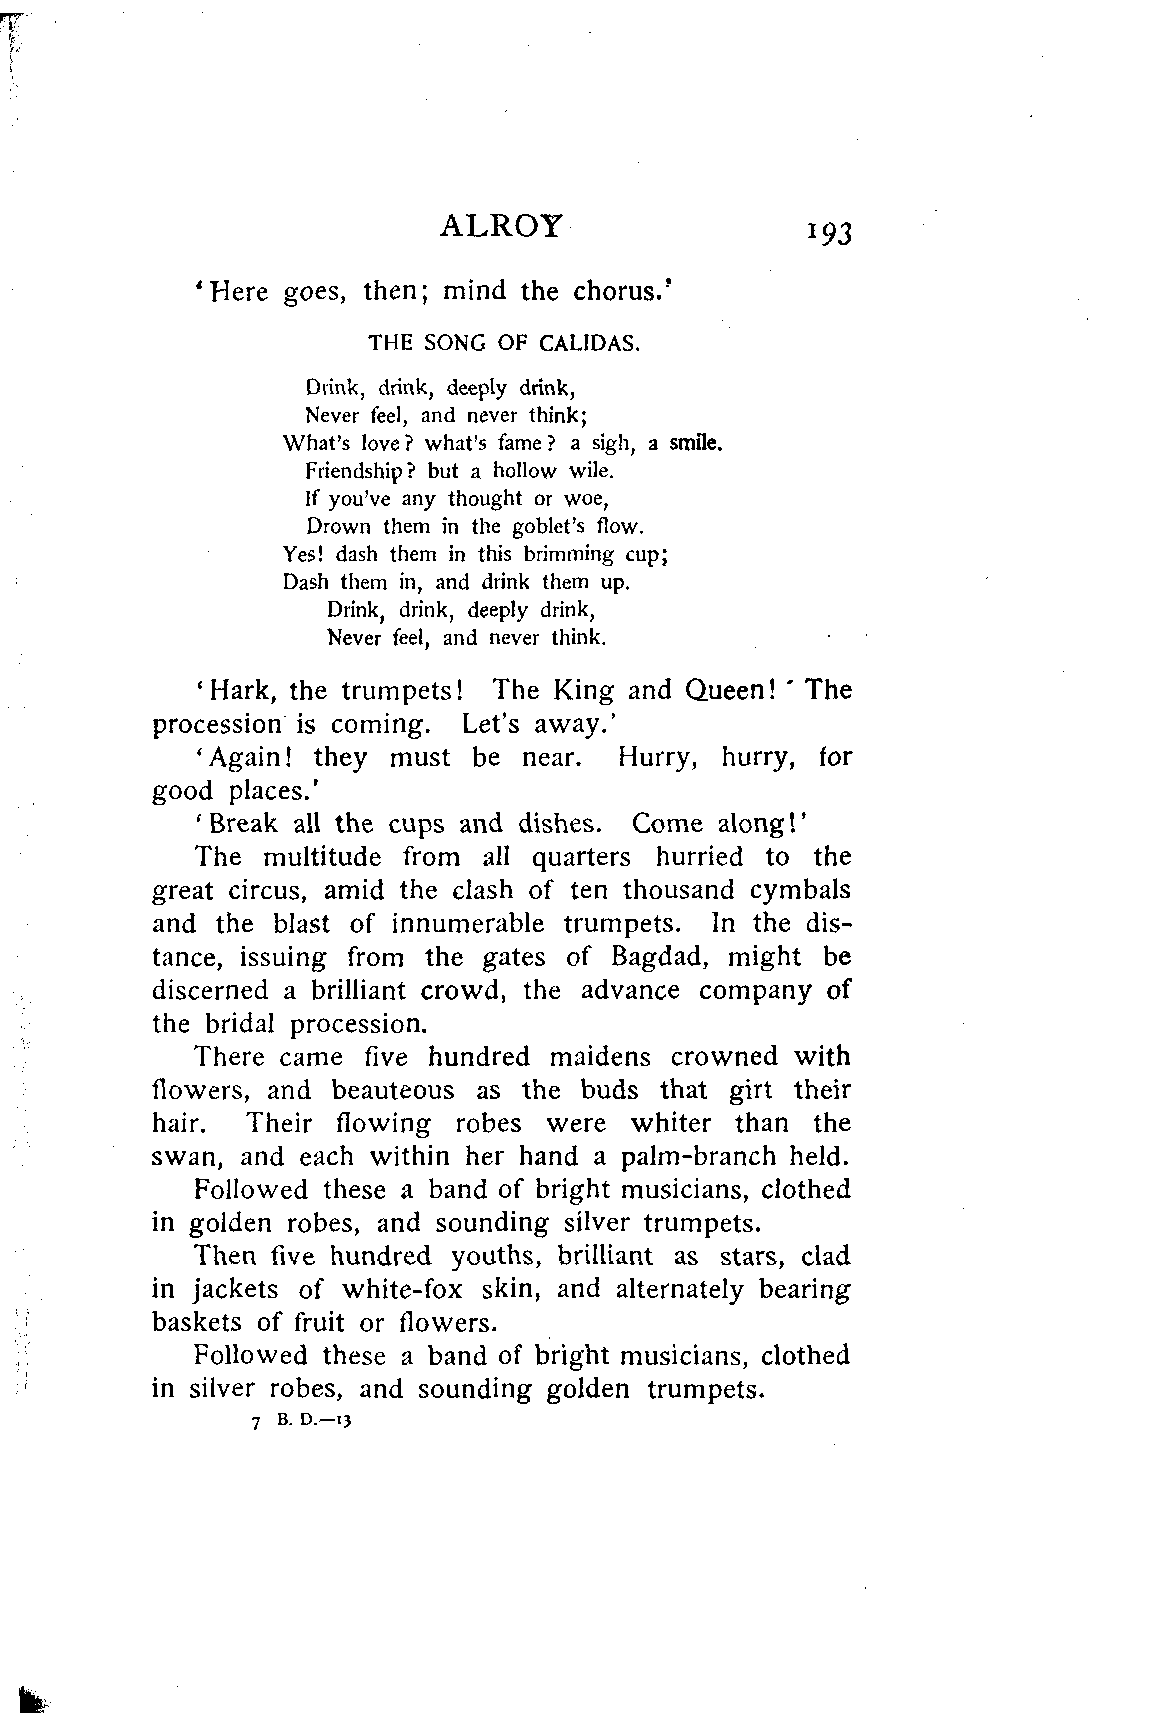 ALROY 193
'Here goes, then; mind the chorus.'
THE SONG OF CALIDAS.
Drink, drink, deeply drink,
Never feel, and never think;
What's love? what's fame? a sigh, a smile.
Friendship? but a hollow wile.
If you've any thought or woe,
Drown them in the goblet's flow.
Yes! dash them in this brimming cup;
Dash them in, and drink them up.
Drink, drink, deeply drink,
Never feel, and never think.
'Hark, the trumpets! The King and Queen! ' The
procession is coming. Let's away.'
'Again! they must be near. Hurry, hurry, for
good places.'
'Break all the cups and dishes. Come along!'
The multitude from all quarters hurried to the
great circus, amid the clash of ten thousand cymbals
and the blast of innumerable trumpets. In the dis-
tance, issuing from the gates of Bagdad, might be
discerned a brilliant crowd, the advance company of
the bridal procession.
There came five hundred maidens crowned with
flowers, and beauteous as the buds that girt their
hair. Their flowing robes were whiter than the
swan, and each within her hand a palm-branch held.
Followed these a band of bright musicians, clothed
in golden robes, and sounding silver trumpets.
Then five hundred youths, brilliant as stars, clad
in jackets of white-fox skin, and alternately bearing
baskets of fruit or flowers.
Followed these a band of bright musicians, clothed
in silver robes, and sounding golden trumpets.
7 B. D.—13